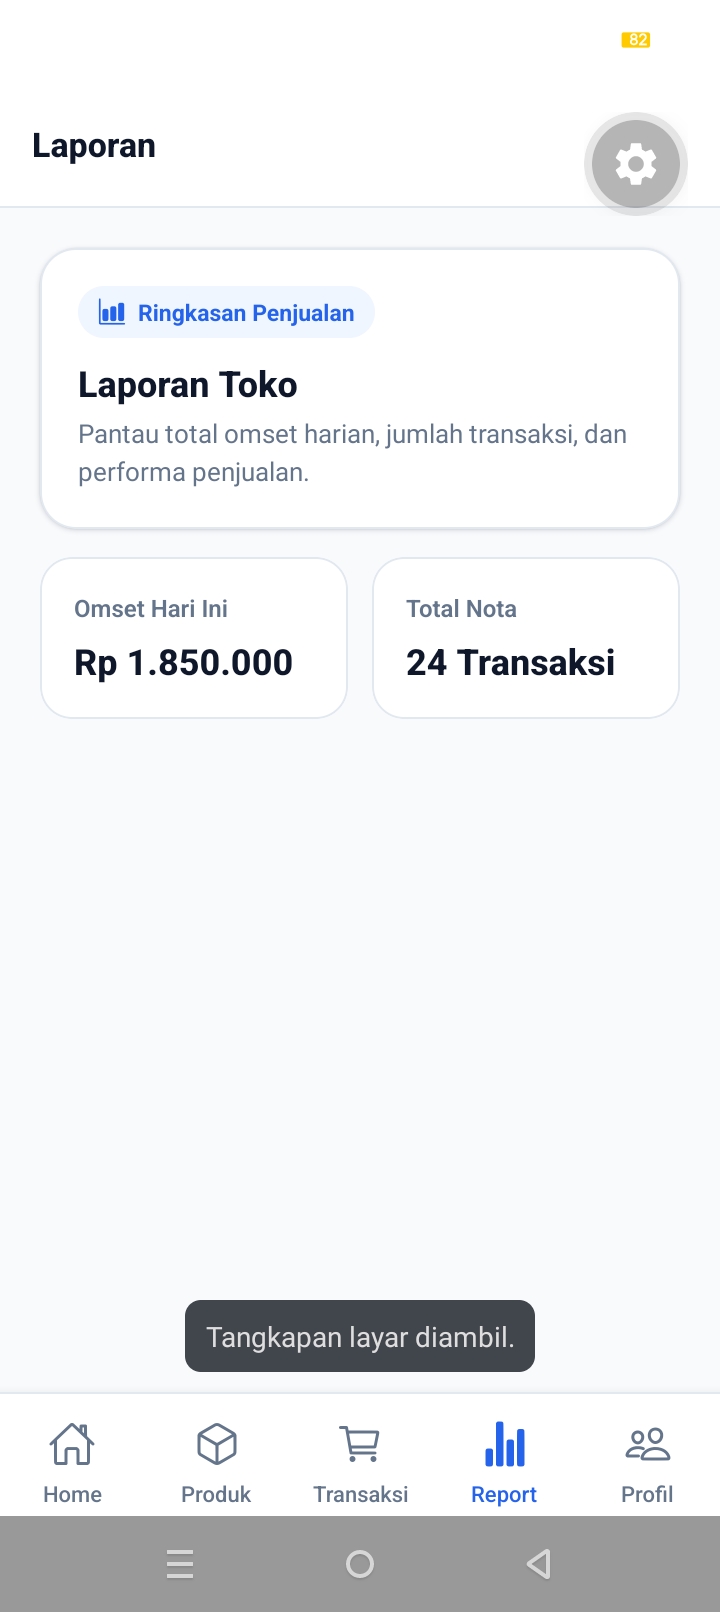 82
Laporan
Ringkasan Penjualan
Laporan Toko
Pantau total omset harian, jumlah transaksi, dan
performa penjualan.
Omset Hari Ini
Rp 1.850.000
Total Nota
24 Transaksi
Tangkapan layar diambil.
Home
Produk
Transaksi
Report
Profil